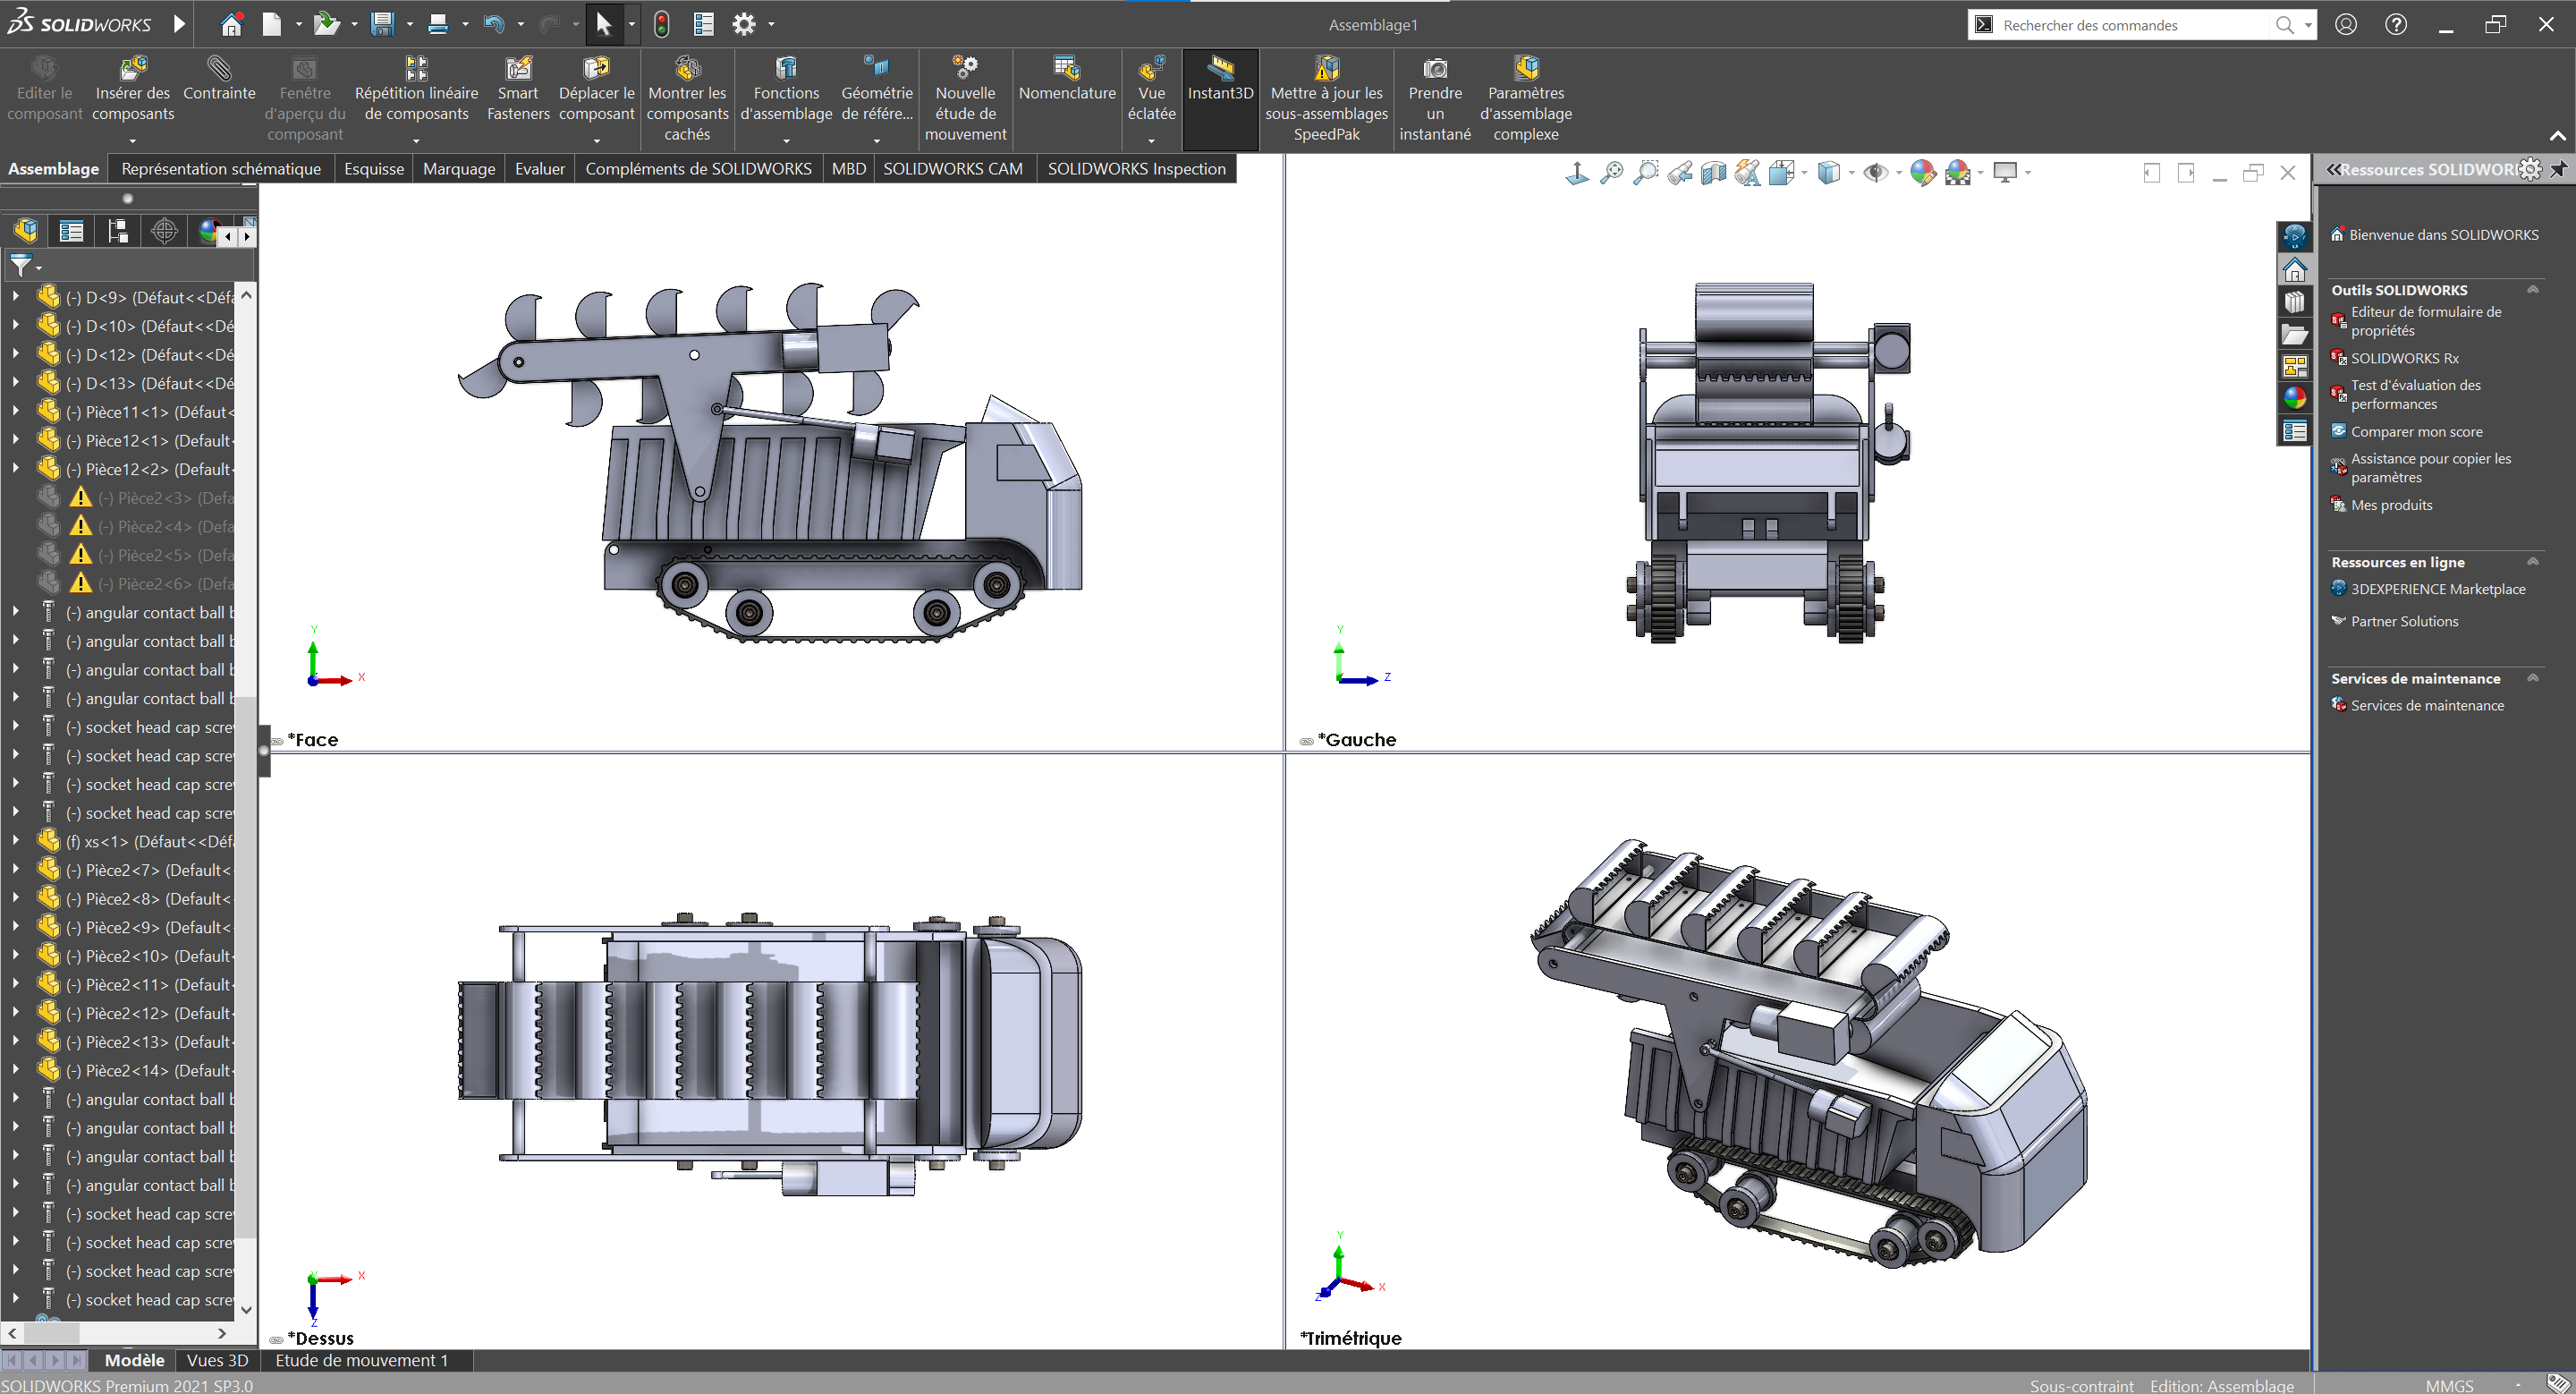 SOLIDWORKS
Assemblage1
Rechercher des commandes
Editer le composant
Insérer des composants
Contrainte
Fenêtre d'aperçu du composant
Répétition linéaire de composants
Smart Fasteners
Déplacer le composant
Montrer les composants cachés
Fonctions d'assemblage
Géométrie de référe...
Nouvelle étude de mouvement
Nomenclature
Vue éclatée
Instant3D
Mettre à jour les sous-assemblages SpeedPak
Prendre un instantané
Paramètres d'assemblage complexe
Assemblage
Représentation schématique
Esquisse
Marquage
Evaluer
Compléments de SOLIDWORKS
MBD
SOLIDWORKS CAM
SOLIDWORKS Inspection
(-) D<9> (Défaut<<Défa
(-) D<10> (Défaut<<Dé
(-) D<12> (Défaut<<Dé
(-) D<13> (Défaut<<Dé
(-) Pièce11<1> (Défaut<
(-) Pièce12<1> (Default<
(-) Pièce12<2> (Default<
(-) Pièce2<3> (Defa
(-) Pièce2<4> (Defa
(-) Pièce2<5> (Defa
(-) Pièce2<6> (Defa
(-) angular contact ball b
(-) angular contact ball b
(-) angular contact ball b
(-) angular contact ball b
(-) socket head cap scre
(-) socket head cap scre
(-) socket head cap scre
(-) socket head cap scre
(f) xs<1> (Défaut<<Défa
(-) Pièce2<7> (Default<
(-) Pièce2<8> (Default<
(-) Pièce2<9> (Default<
(-) Pièce2<10> (Default
(-) Pièce2<11> (Default
(-) Pièce2<12> (Default
(-) Pièce2<13> (Default
(-) Pièce2<14> (Default
(-) angular contact ball b
(-) angular contact ball b
(-) angular contact ball b
(-) angular contact ball b
(-) socket head cap scre
(-) socket head cap scre
(-) socket head cap scre
(-) socket head cap scre
Y
X
*Face
Y
Z
*Gauche
X
Z
*Dessus
Y
X
Z
*Trimétrique
Ressources SOLIDWOR
Bienvenue dans SOLIDWORKS
Outils SOLIDWORKS
Editeur de formulaire de
propriétés
SOLIDWORKS Rx
Test d'évaluation des
performances
Comparer mon score
Assistance pour copier les
paramètres
Mes produits
Ressources en ligne
3DEXPERIENCE Marketplace
Partner Solutions
Services de maintenance
Services de maintenance
Modèle
Vues 3D
Etude de mouvement 1
SOLIDWORKS Premium 2021 SP3.0
Sous-contraint
Edition: Assemblage
MMGS